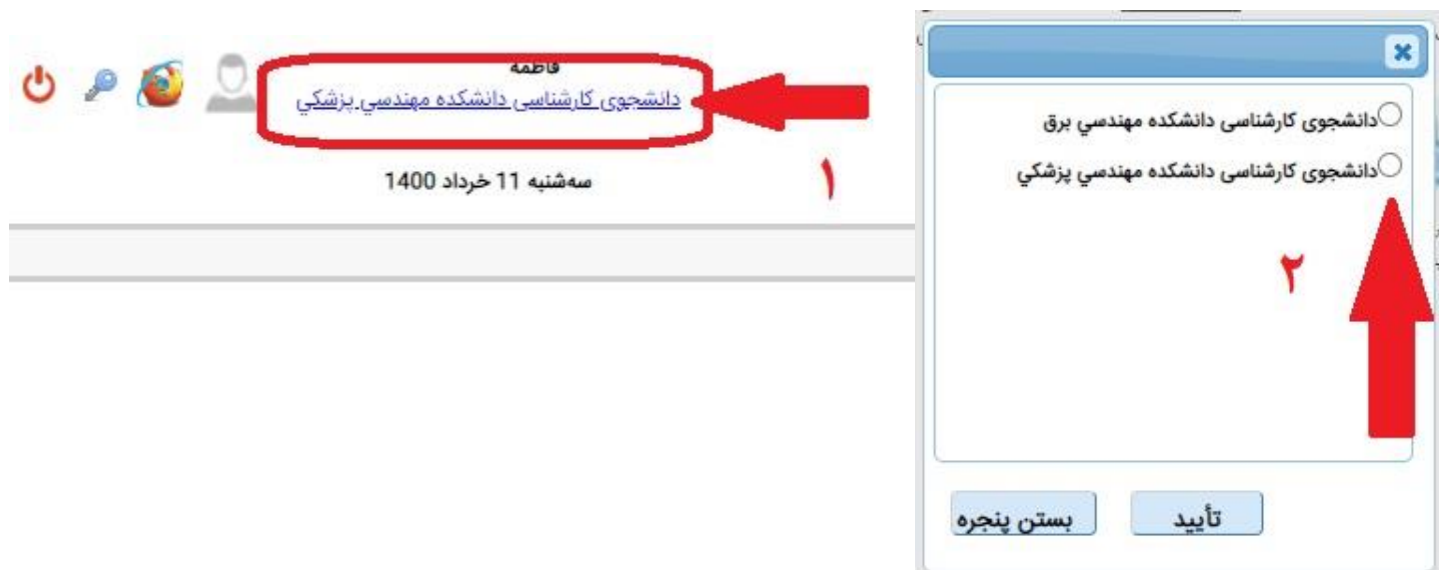 فاطمه
دانشجوی کارشناسی دانشکده مهندسي پزشکي
سه‌شنبه 11 خرداد 1400
۱
دانشجوی کارشناسی دانشکده مهندسي برق
دانشجوی کارشناسی دانشکده مهندسي پزشکي
۲
تأیید
بستن پنجره